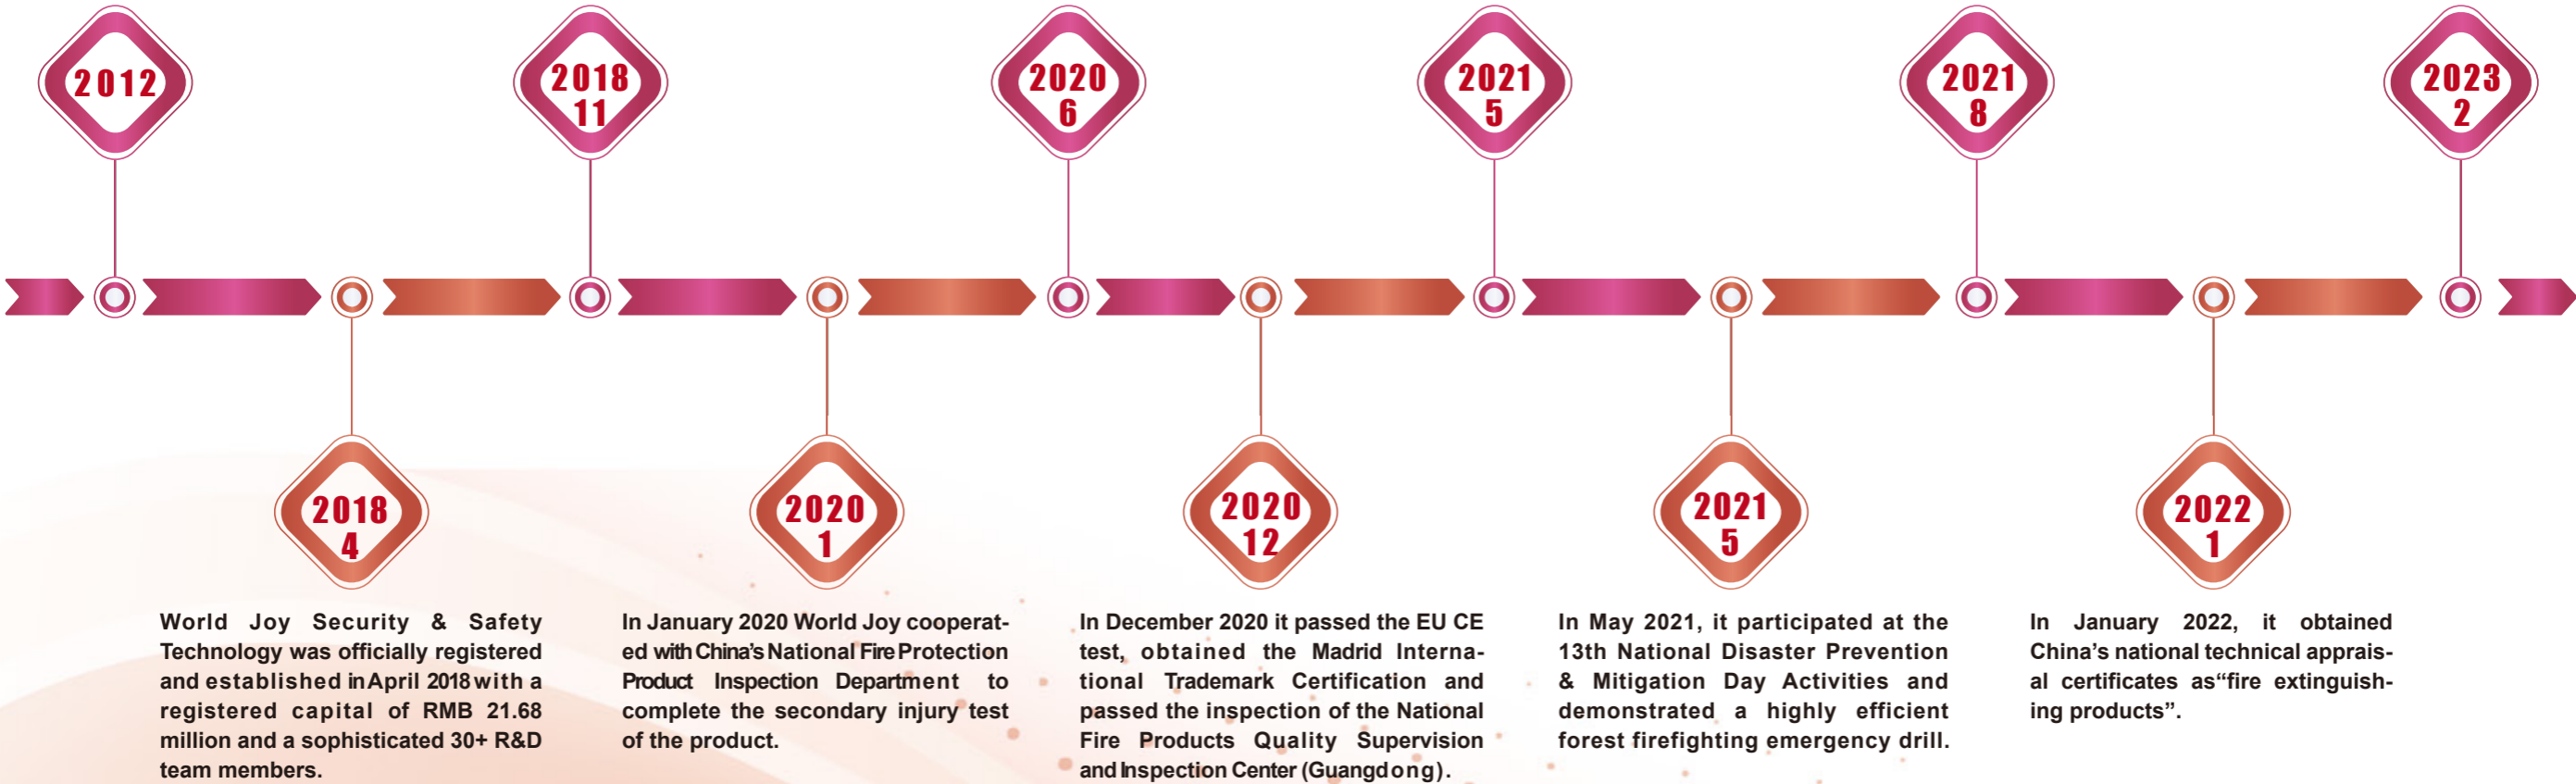 2012
2018
11
2020
6
2021
5
2021
8
2023
2
2018
4
2020
1
2020
12
2021
5
2022
1
World Joy Security & Safety
Technology was officially registered
and established in April 2018 with a
registered capital of RMB 21.68
million and a sophisticated 30+ R&D
team members.
In January 2020 World Joy cooperat-
ed with China’s National Fire Protection
Product Inspection Department to
complete the secondary injury test
of the product.
In December 2020 it passed the EU CE
test, obtained the Madrid Interna-
tional Trademark Certification and
passed the inspection of the National
Fire Products Quality Supervision
and Inspection Center (Guangdong).
In May 2021, it participated at the
13th National Disaster Prevention
& Mitigation Day Activities and
demonstrated a highly efficient
forest firefighting emergency drill.
In January 2022, it obtained
China’s national technical apprais-
al certificates as“fire extinguish-
ing products”.